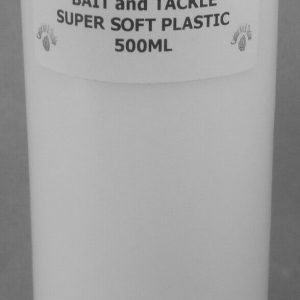 BAIT and TACKLE
SUPER SOFT PLASTIC
500ML